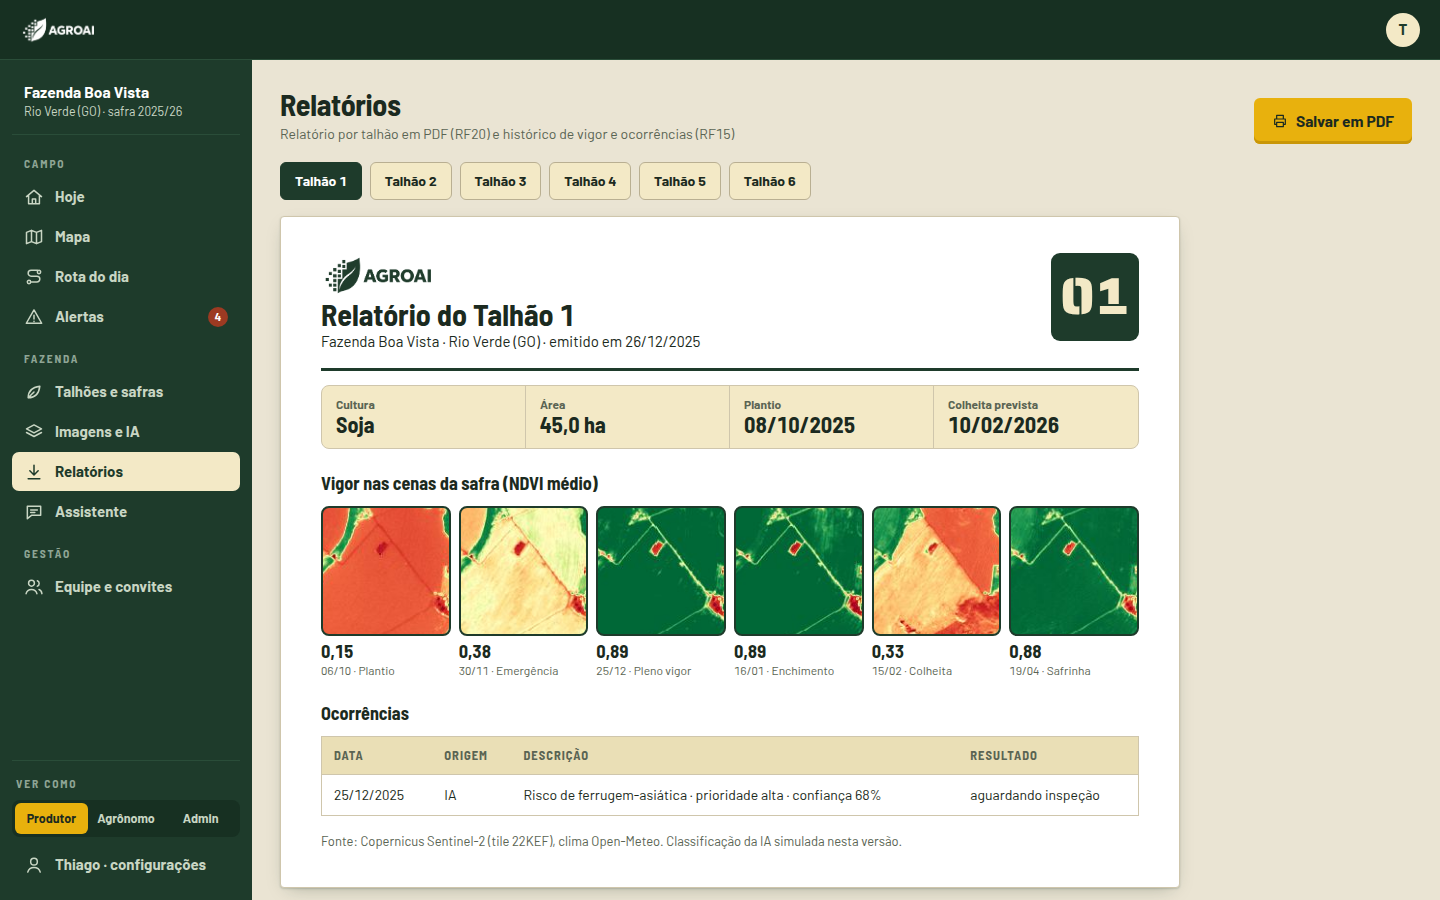 AGROAI
T
Fazenda Boa Vista
Rio Verde (GO) · safra 2025/26
CAMPO
Hoje
Mapa
Rota do dia
Alertas 4
FAZENDA
Talhões e safras
Imagens e IA
Relatórios
Assistente
GESTÃO
Equipe e convites
VER COMO
Produtor Agrônomo Admin
Thiago · configurações
Relatórios
Relatório por talhão em PDF (RF20) e histórico de vigor e ocorrências (RF15)
Salvar em PDF
Talhão 1 Talhão 2 Talhão 3 Talhão 4 Talhão 5 Talhão 6
AGROAI
01
Relatório do Talhão 1
Fazenda Boa Vista · Rio Verde (GO) · emitido em 26/12/2025
Cultura Área Plantio Colheita prevista
Soja 45,0 ha 08/10/2025 10/02/2026
Vigor nas cenas da safra (NDVI médio)
0,15 0,38 0,89 0,89 0,33 0,88
06/10 · Plantio 30/11 · Emergência 25/12 · Pleno vigor 16/01 · Enchimento 15/02 · Colheita 19/04 · Safrinha
Ocorrências
DATA ORIGEM DESCRIÇÃO RESULTADO
25/12/2025 IA Risco de ferrugem-asiática · prioridade alta · confiança 68% aguardando inspeção
Fonte: Copernicus Sentinel-2 (tile 22KEF), clima Open-Meteo. Classificação da IA simulada nesta versão.